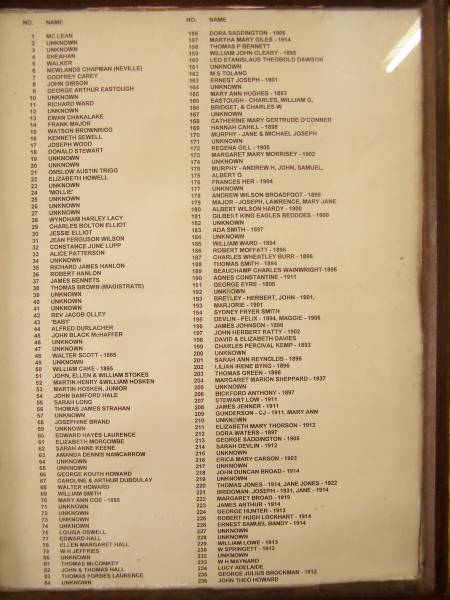 NO. NAME
1 MC LEAN
2 UNKNOWN
3 UNKNOWN
4 SHEAHAN
5 WALKER
6 NEWLANDS CHAPMAN (NEVILLE)
7 GODFREY CAREY
8 JOHN GIBSON
9 GEORGE ARTHUR EASTOUGH
10 UNKNOWN
11 RICHARD WARD
12 UNKNOWN
13 EWAN CHAKALAKE
14 FRANK MAJOR
15 WATSON BROWNRIGG
16 KENNETH SEWELL
17 JOSEPH WOOD
18 DONALD STEWART
19 UNKNOWN
20 UNKNOWN
21 ONSLOW AUSTIN TRIGG
22 ELIZABETH HOWELL
23 UNKNOWN
24 'MOLLIE'
25 UNKNOWN
26 UNKNOWN
27 UNKNOWN
28 WYNDHAM HARLEY LACY
29 CHARLES BOLTON ELLIOT
30 JESSIE ELLIOT
31 JEAN FERGUSON WILSON
32 CONSTANCE JUNE LUPP
33 ALICE PATTERSON
34 UNKNOWN
35 RICHARD JAMES HANLON
36 ROBERT HANLON
37 JAMES BENNETS
38 THOMAS BROWN (MAGISTRATE)
39 UNKNOWN
40 UNKNOWN
41 UNKNOWN
42 REV JACOB OLLEY
43 'BABY'
44 ALFRED DURLACHER
45 JOHN BLACK McHAFFER
46 UNKNOWN
47 UNKNOWN
48 WALTER SCOTT - 1865
49 UNKNOWN
50 WILLIAM CAKE - 1865
51 JOHN, ELLEN & WILLIAM STOKES
52 MARTIN HENRY & WILLIAM HOSKEN
53 MARTIN HOSKEN, JUNIOR
54 JOHN BAMFORD HALE
55 SARAH LONG
56 THOMAS JAMES STRAHAN
57 UNKNOWN
58 JOSEPHINE BRAND
59 UNKNOWN
60 EDWARD HAYES LAURENCE
61 ELIZABETH MORCOMBE
62 SARAH ANNE KEENE
63 AMANDA DENNIS NAMCARROW
64 UNKNOWN
65 UNKNOWN
66 GEORGE KOUTH HOWARD
67 CAROLINE & ARTHUR DUBOULAY
68 WALTER HOWARD
69 WILLIAM SMITH
70 MARY ANN COE - 1885
71 UNKNOWN
72 UNKNOWN
73 UNKNOWN
74 UNKNOWN
75 LOUISA OSWELL
77 EDWARD HALL
78 ELLEN MARGARET HALL
79 W H JEFFRIES
80 UNKNOWN
81 THOMAS McCOMKEY
82 JOHN & THOMAS HALL
83 THOMAS FORBES LAURENCE
84 UNKNOWN
NO. NAME
156 DORA SADDINGTON - 1905
157 MARTHA MARY GILES - 1914
158 THOMAS P BENNETT
159 WILLIAM JOHN CLEARY - 1895
160 LEO STANISLAUS THEOBOLD DAWSON
161 UNKNOWN
162 M S TOLANO
163 ERNEST JOSEPH - 1901
164 UNKNOWN
165 MARY ANN HUGHES - 1893
166 EASTOUGH - CHARLES, WILLIAM G,
166 BRIDGET, & CHARLES W
167 UNKNOWN
168 CATHERINE MARY GERTRUDE O'CONNER
169 HANNAH CAHILL - 1898
170 MURPHY - JANE & MICHAEL JOSEPH
171 UNKNOWN
172 REGENA GILL - 1905
173 MARGARET MARY MORRISEY - 1902
174 UNKNOWN
175 MURPHY - ANDREW H, JOHN, SAMUEL,
175 ALBERT G
176 FRANCES HER - 1904
177 UNKNOWN
178 ANDREW WILSON BROADFOOT - 1899
179 MAJOR - JOSEPH, LAWRENCE, MARY JANE
180 ALBERT WILSON HARDY - 1900
181 GILBERT KING EAGLES BEDDOES - 1900
182 UNKNOWN
183 ADA SMITH - 1897
184 UNKNOWN
185 WILLIAM WARD - 1894
186 ROBERT MOFFATT - 1896
187 CHARLES WHEATLEY BURR - 1896
188 THOMAS SMITH - 1894
189 BEAUCHAMP CHARLES WAINWRIGHT-1896
190 AGNES CONSTANTINE - 1911
191 GEORGE EYRE - 1895
192 UNKNOWN
193 BRETLEY - HERBERT, JOHN - 1901,
193 MARJORIE - 1901
194 SYDNEY FRYER SMITH
195 DEVLIN - FELIX - 1894, MAGGIE - 1906
196 JAMES JOHNSON - 1898
197 JOHN HERBERT RATTY - 1902
198 DAVID & ELIZABETH DAVIES
199 CHARLES PERCIVAL KEMP - 1893
200 UNKNOWN
201 SARAH ANN REYNOLDS - 1896
202 LILIAN IRENE BYNG - 1896
203 THOMAS GREEN - 1896
204 MARGARET MARION SHEPPARD - 1937
205 UNKNOWN
206 BICKFORD ANTHONY - 1897
207 STEWART LOW - 1911
208 JAMES JENNER - 1911
209 GUNDERSON - CJ - 1911, MARY ANN
210 UNKNOWN
211 ELIZABETH MARY THORSON - 1912
212 DORA WATERS - 1897
213 GEORGE SADDINGTON - 1905
214 SARAH DEVLIN - 1912
215 UNKNOWN
216 ERICA MARY CARSON - 1903
217 UNKNOWN
218 JOHN DUNCAN BROAD - 1914
219 UNKNOWN
220 THOMAS JONES - 1914, JANE JONES - 1922
221 BRIDGMAN- JOSEPH - 1931, JANE - 1914
222 MARGARET BROAD - 1919
223 JAMES ARTHUR - 1914
224 GEORGE HUNTER - 1912
225 ROBERT HUGH LOCKHART - 1914
226 ERNEST SAMUEL BANDY - 1914
227 UNKNOWN
228 UNKNOWN
229 WILLIAM LOWE - 1913
230 W SPRINGETT - 1912
232 UNKNOWN
233 W H MAYNARD
234 LUCY ADELAIDE
235 GEORGE JULIUS BROCKMAN - 1912
236 JOHN THEO HOWARD